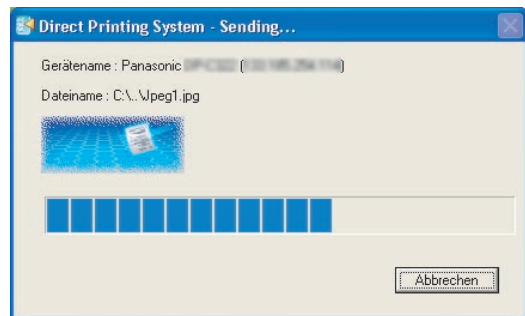 Direct Printing System - Sending...
Gerätename : Panasonic
Dateiname : C:\..\Jpeg1.jpg
Abbrechen